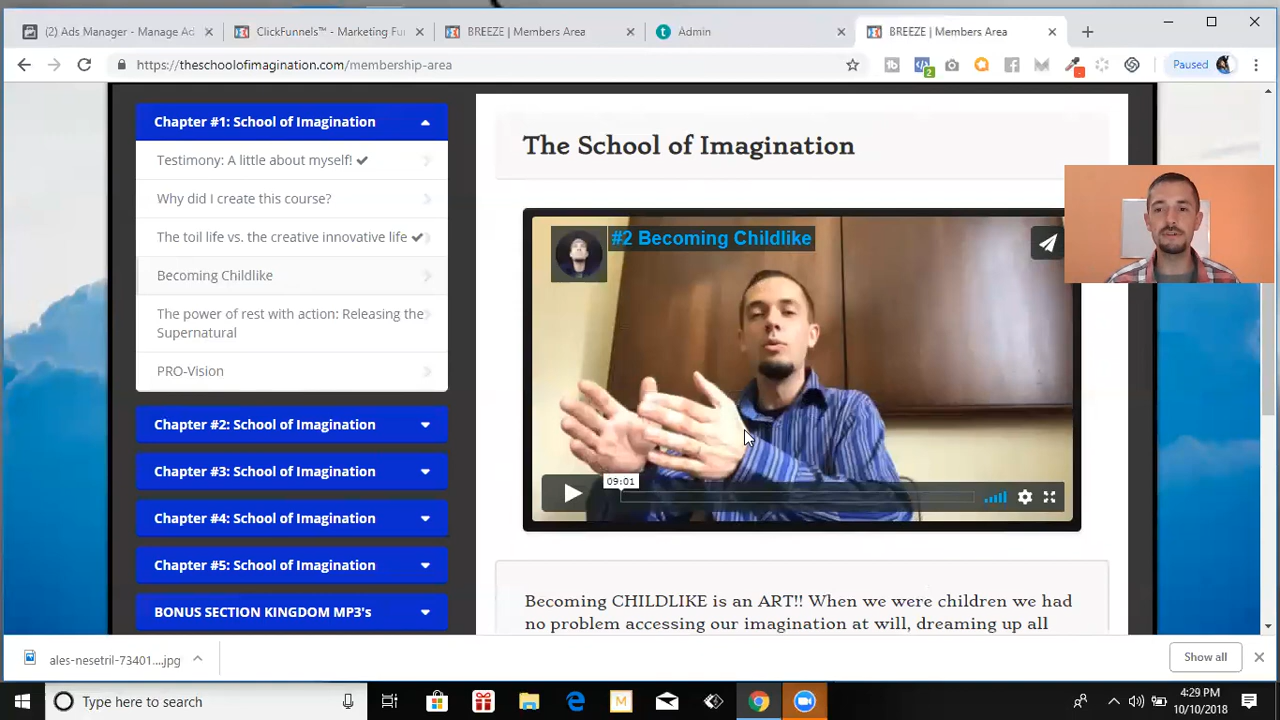 (2) Ads Manager - Manage Ad
ClickFunnels™ - Marketing Fu
BREEZE | Members Area
Admin
BREEZE | Members Area
https://theschoolofimagination.com/membership-area
2
Paused
Chapter #1: School of Imagination
Testimony: A little about myself!
Why did I create this course?
The toil life vs. the creative innovative life
Becoming Childlike
The power of rest with action: Releasing the
Supernatural
PRO-Vision
Chapter #2: School of Imagination
Chapter #3: School of Imagination
Chapter #4: School of Imagination
Chapter #5: School of Imagination
BONUS SECTION KINGDOM MP3's
The School of Imagination
#2 Becoming Childlike
09:01
Becoming CHILDLIKE is an ART!! When we were children we had
no problem accessing our imagination at will, dreaming up all
ales-nesetril-73401....jpg
Show all
Type here to search
4:29 PM
10/10/2018